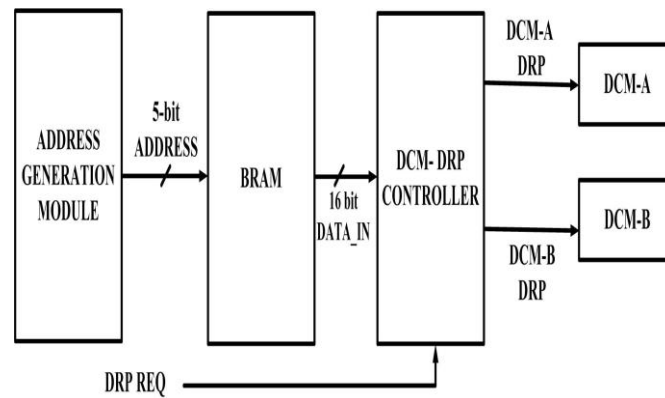 ADDRESS
GENERATION
MODULE
5-bit
ADDRESS
BRAM
16 bit
DATA_IN
DCM- DRP
CONTROLLER
DCM-A
DRP
DCM-A
DCM-B
DCM-B
DRP
DRP REQ